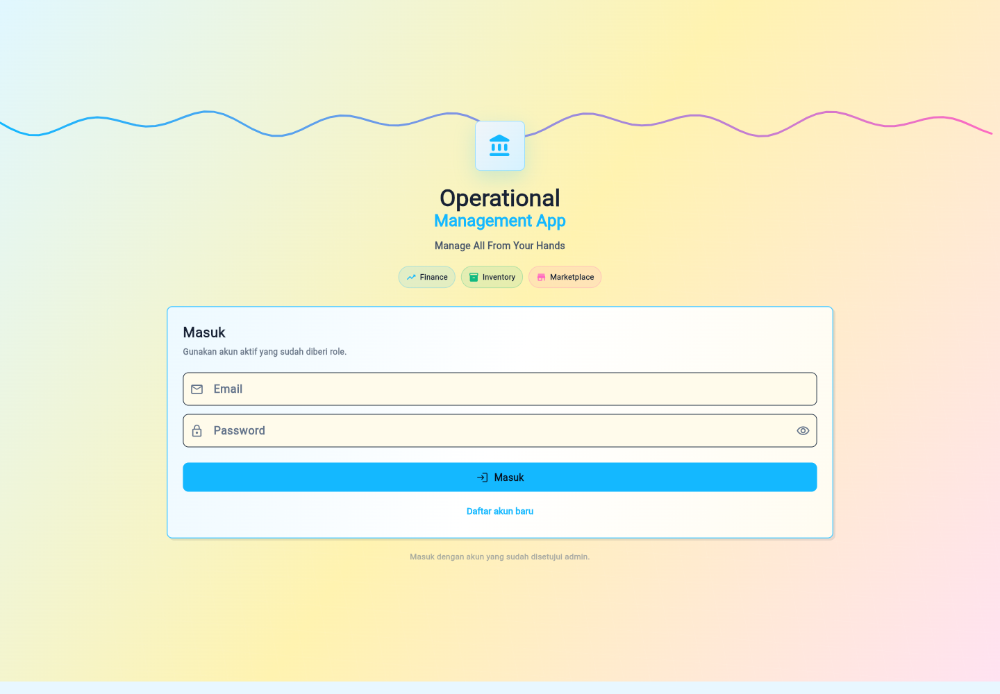 Operational
Management App
Manage All From Your Hands
Finance Inventory Marketplace
Masuk
Gunakan akun aktif yang sudah diberi role.
Email
Password
Masuk
Daftar akun baru
Masuk dengan akun yang sudah disetujui admin.